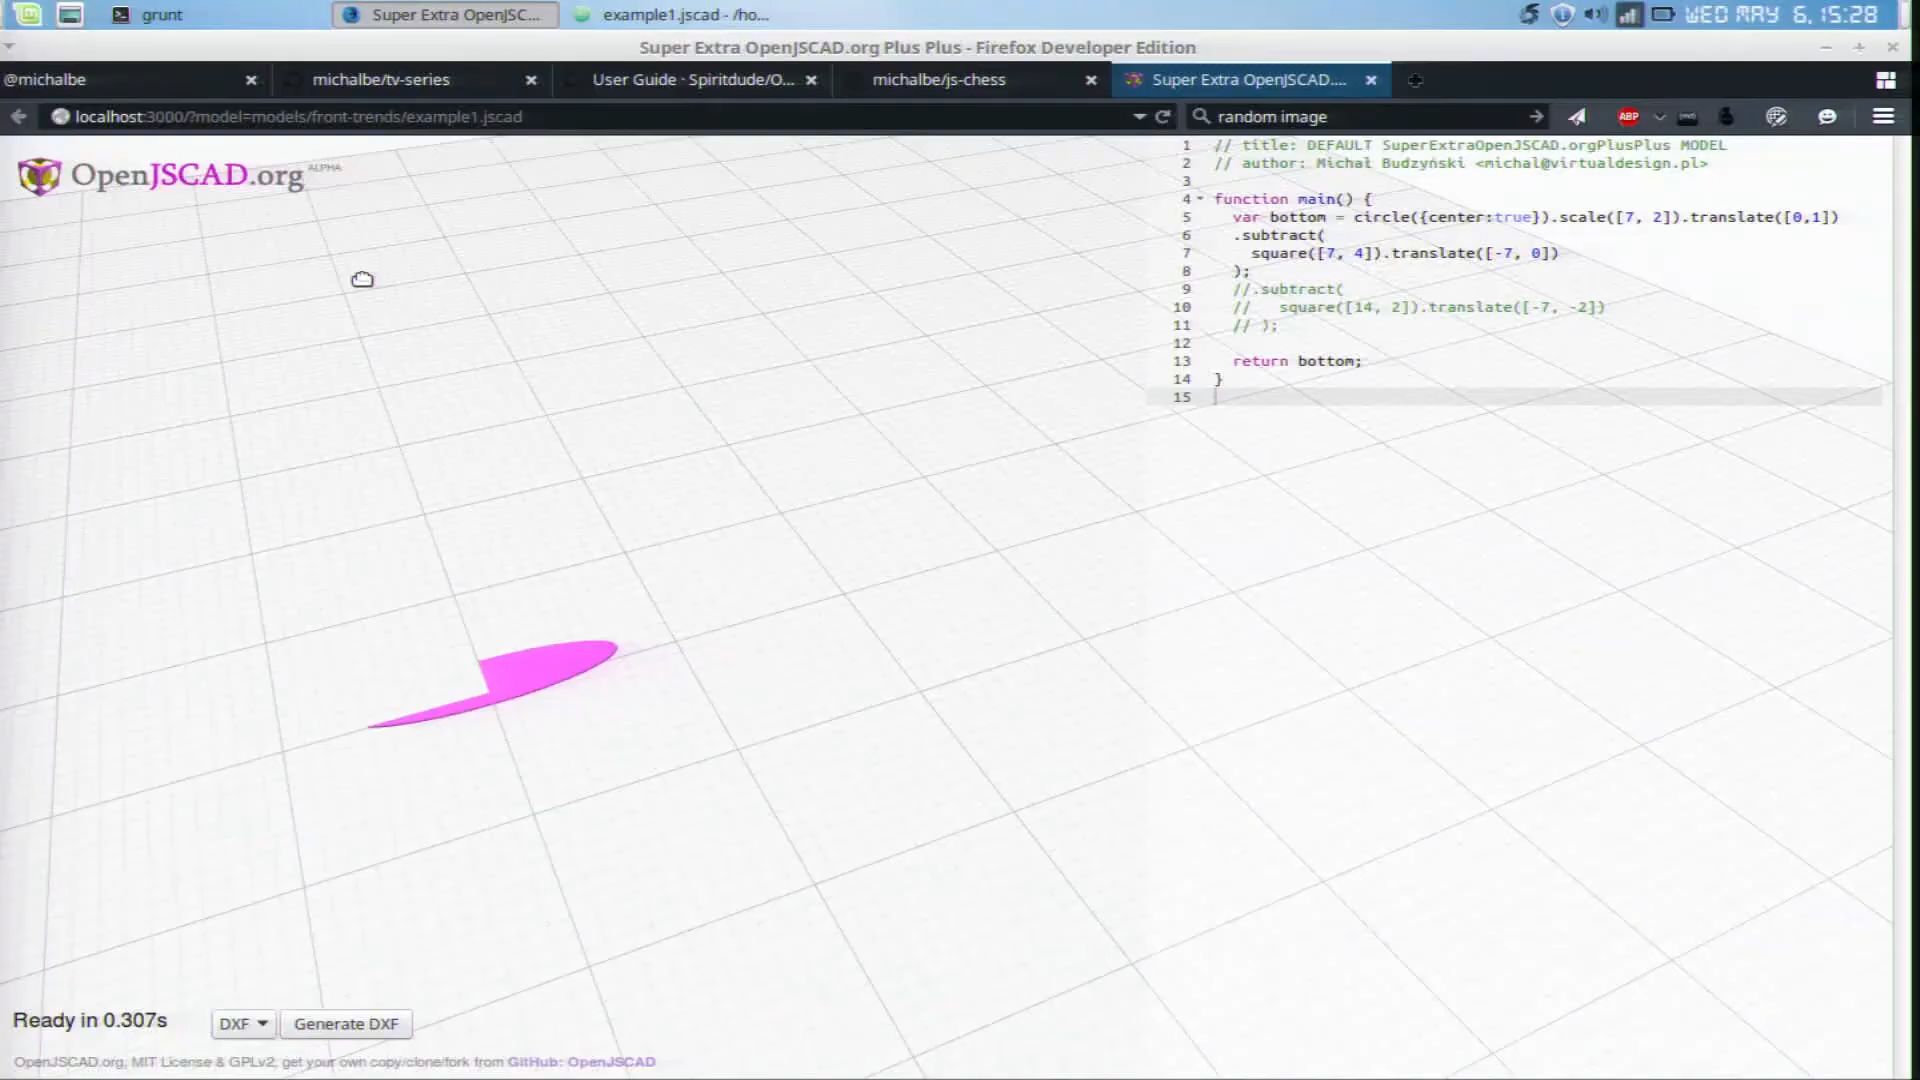 grunt
Super Extra OpenJSC...
example1.jscad - /ho...
WED MAY 6, 15:28
Super Extra OpenJSCAD.org Plus Plus - Firefox Developer Edition
@michalbe
michalbe/tv-series
User Guide · Spiritdude/O...
michalbe/js-chess
Super Extra OpenJSCAD....
localhost:3000/?model=models/front-trends/example1.jscad
random image
ABP
OpenJSCAD.org ALPHA
1 // title: DEFAULT SuperExtraOpenJSCAD.orgPlusPlus MODEL
2 // author: Michał Budzyński <michal@virtualdesign.pl>
3
4 function main() {
5 var bottom = circle({center:true}).scale([7, 2]).translate([0,1])
6 .subtract(
7 square([7, 4]).translate([-7, 0])
8 );
9 //.subtract(
10 // square([14, 2]).translate([-7, -2])
11 // );
12
13 return bottom;
14 }
15
Ready in 0.307s
DXF
Generate DXF
OpenJSCAD.org, MIT License & GPLv2, get your own copy/clone/fork from GitHub: OpenJSCAD